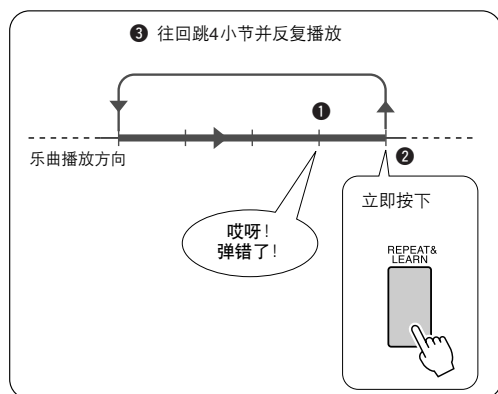 ❸ 往回跳4小节并反复播放
❶
乐曲播放方向
❷
哎呀！
弹错了！
立即按下
REPEAT&
LEARN